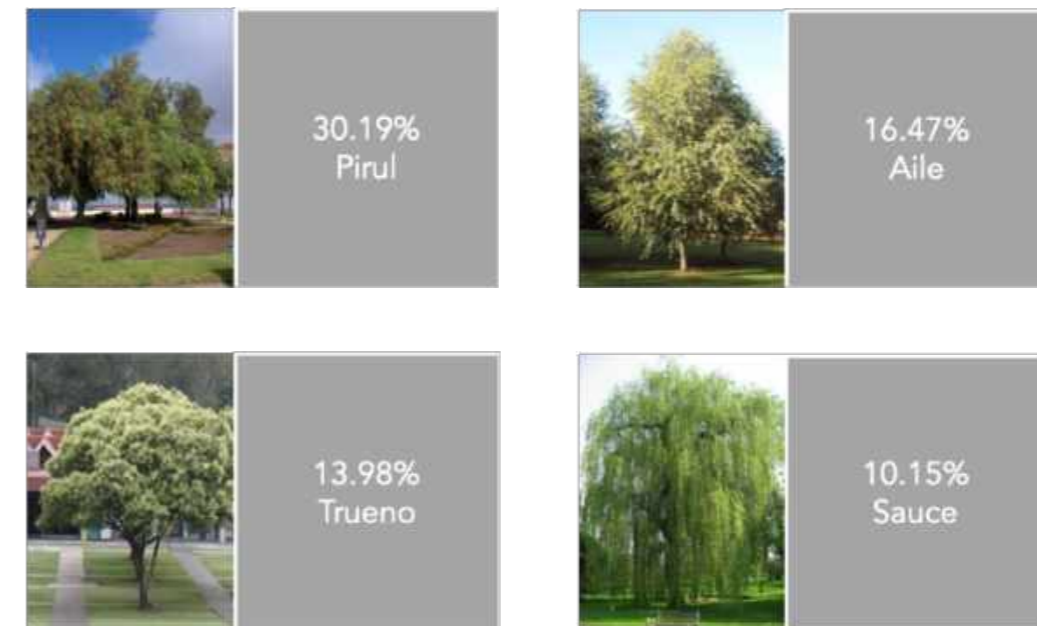 30.19%
Pirul
16.47%
Aile
13.98%
Trueno
10.15%
Sauce